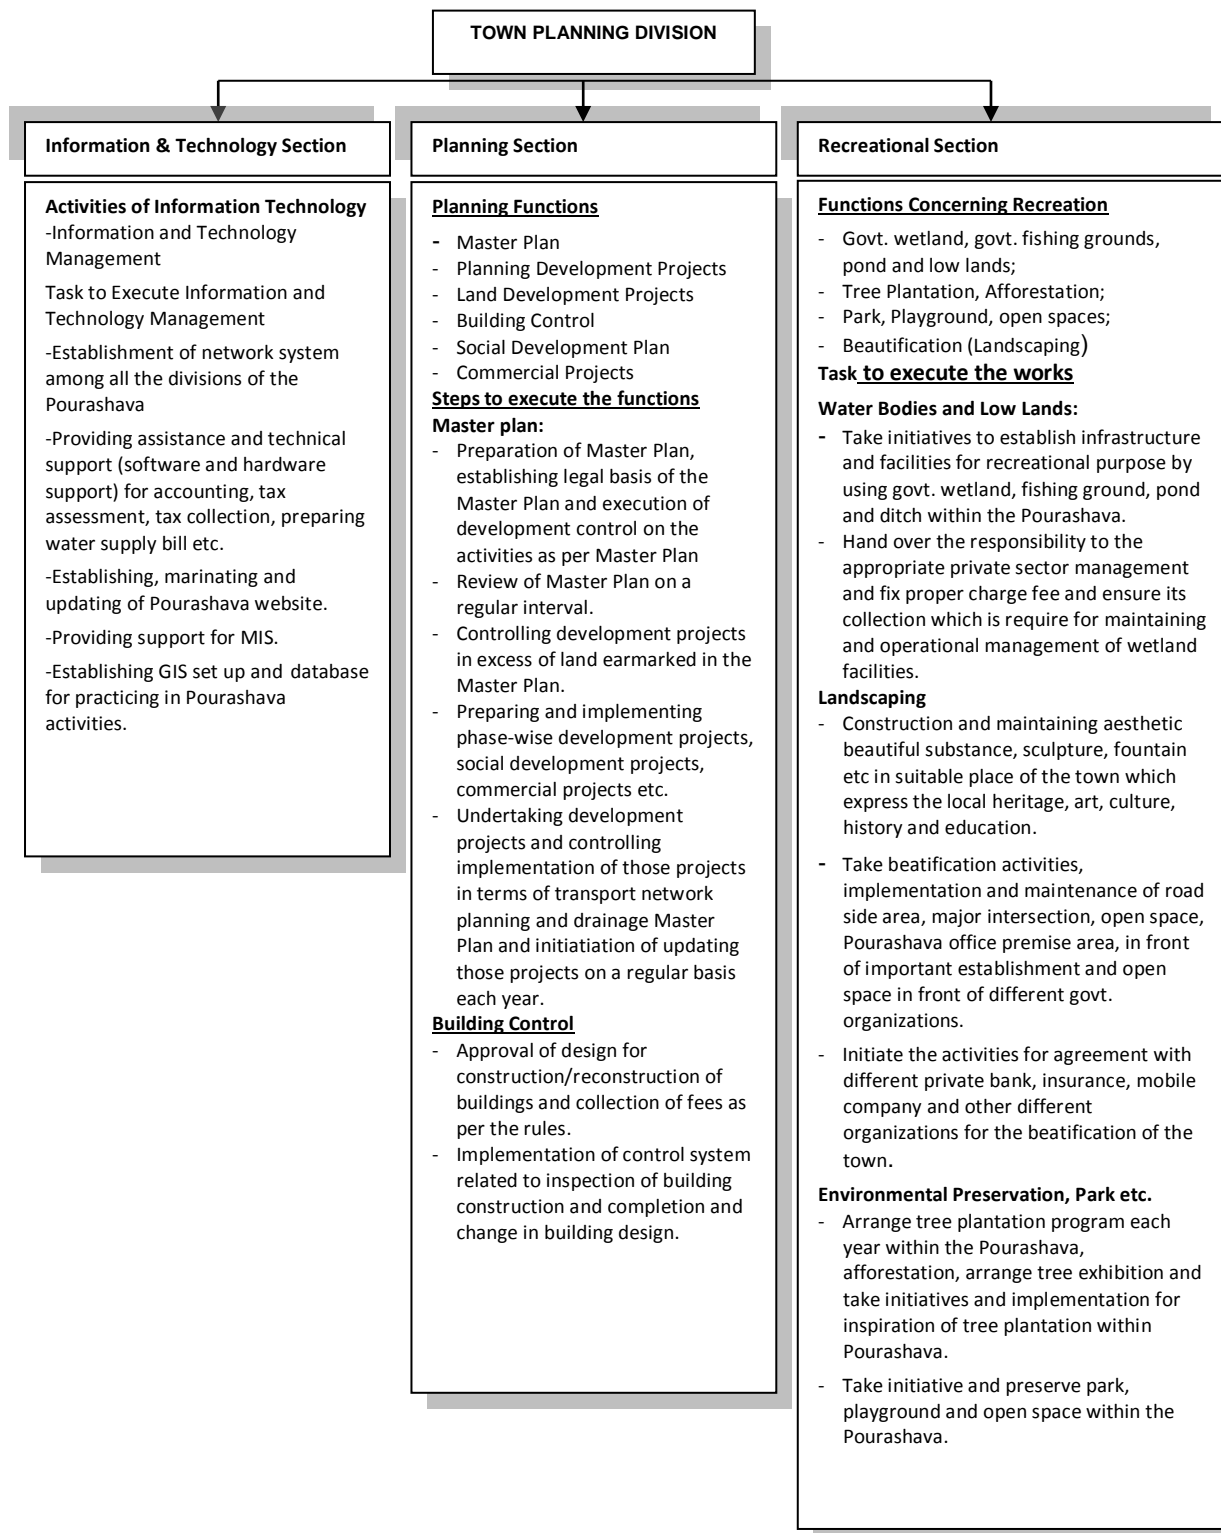 TOWN PLANNING DIVISION
Information & Technology Section
Activities of Information Technology
-Information and Technology
Management
Task to Execute Information and
Technology Management
-Establishment of network system
among all the divisions of the
Pourashava
-Providing assistance and technical
support (software and hardware
support) for accounting, tax
assessment, tax collection, preparing
water supply bill etc.
-Establishing, marinating and
updating of Pourashava website.
-Providing support for MIS.
-Establishing GIS set up and database
for practicing in Pourashava
activities.
Planning Section
Planning Functions
- Master Plan
- Planning Development Projects
- Land Development Projects
- Building Control
- Social Development Plan
- Commercial Projects
Steps to execute the functions
Master plan:
- Preparation of Master Plan,
establishing legal basis of the
Master Plan and execution of
development control on the
activities as per Master Plan
- Review of Master Plan on a
regular interval.
- Controlling development projects
in excess of land earmarked in the
Master Plan.
- Preparing and implementing
phase-wise development projects,
social development projects,
commercial projects etc.
- Undertaking development
projects and controlling
implementation of those projects
in terms of transport network
planning and drainage Master
Plan and initiatiation of updating
those projects on a regular basis
each year.
Building Control
- Approval of design for
construction/reconstruction of
buildings and collection of fees as
per the rules.
- Implementation of control system
related to inspection of building
construction and completion and
change in building design.
Recreational Section
Functions Concerning Recreation
- Govt. wetland, govt. fishing grounds,
pond and low lands;
- Tree Plantation, Afforestation;
- Park, Playground, open spaces;
- Beautification (Landscaping)
Task to execute the works
Water Bodies and Low Lands:
- Take initiatives to establish infrastructure
and facilities for recreational purpose by
using govt. wetland, fishing ground, pond
and ditch within the Pourashava.
- Hand over the responsibility to the
appropriate private sector management
and fix proper charge fee and ensure its
collection which is require for maintaining
and operational management of wetland
facilities.
Landscaping
- Construction and maintaining aesthetic
beautiful substance, sculpture, fountain
etc in suitable place of the town which
express the local heritage, art, culture,
history and education.
- Take beatification activities,
implementation and maintenance of road
side area, major intersection, open space,
Pourashava office premise area, in front
of important establishment and open
space in front of different govt.
organizations.
- Initiate the activities for agreement with
different private bank, insurance, mobile
company and other different
organizations for the beatification of the
town.
Environmental Preservation, Park etc.
- Arrange tree plantation program each
year within the Pourashava,
afforestation, arrange tree exhibition and
take initiatives and implementation for
inspiration of tree plantation within
Pourashava.
- Take initiative and preserve park,
playground and open space within the
Pourashava.